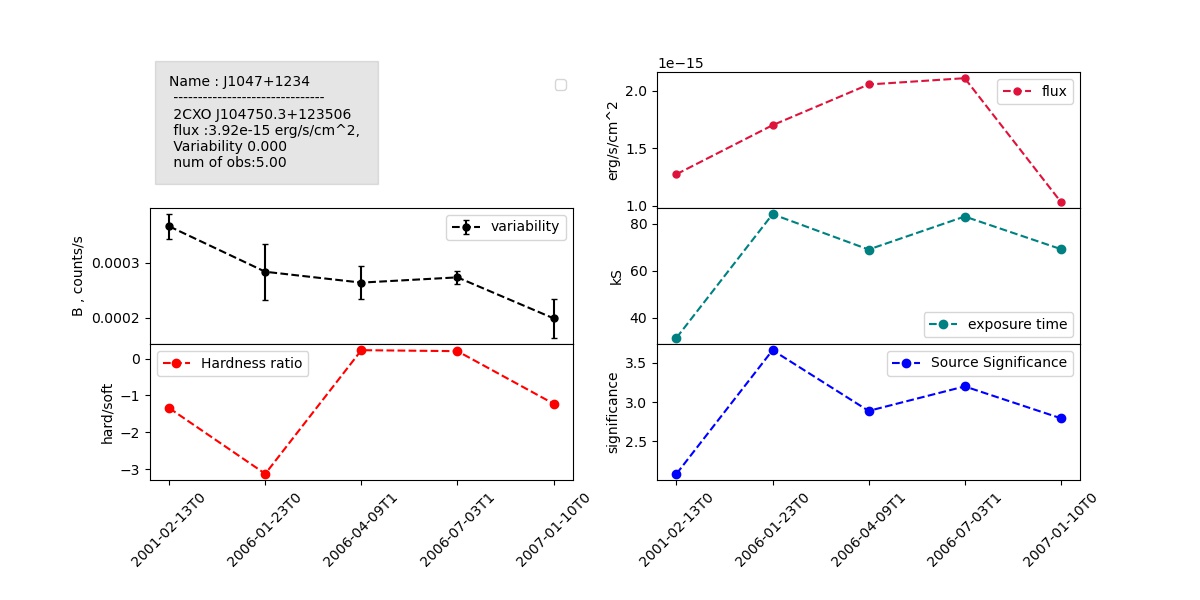 Name : J1047+1234
--------------------------------
2CXO J104750.3+123506
flux :3.92e-15 erg/s/cm^2,
Variability 0.000
num of obs:5.00
B , counts/s
0.0003
0.0002
variability
hard/soft
0
−1
−2
−3
Hardness ratio
2001-02-13T0
2006-01-23T0
2006-04-09T1
2006-07-03T1
2007-01-10T0
1e−15
erg/s/cm^2
2.0
1.5
1.0
flux
kS
80
60
40
exposure time
significance
3.5
3.0
2.5
Source Significance
2001-02-13T0
2006-01-23T0
2006-04-09T1
2006-07-03T1
2007-01-10T0